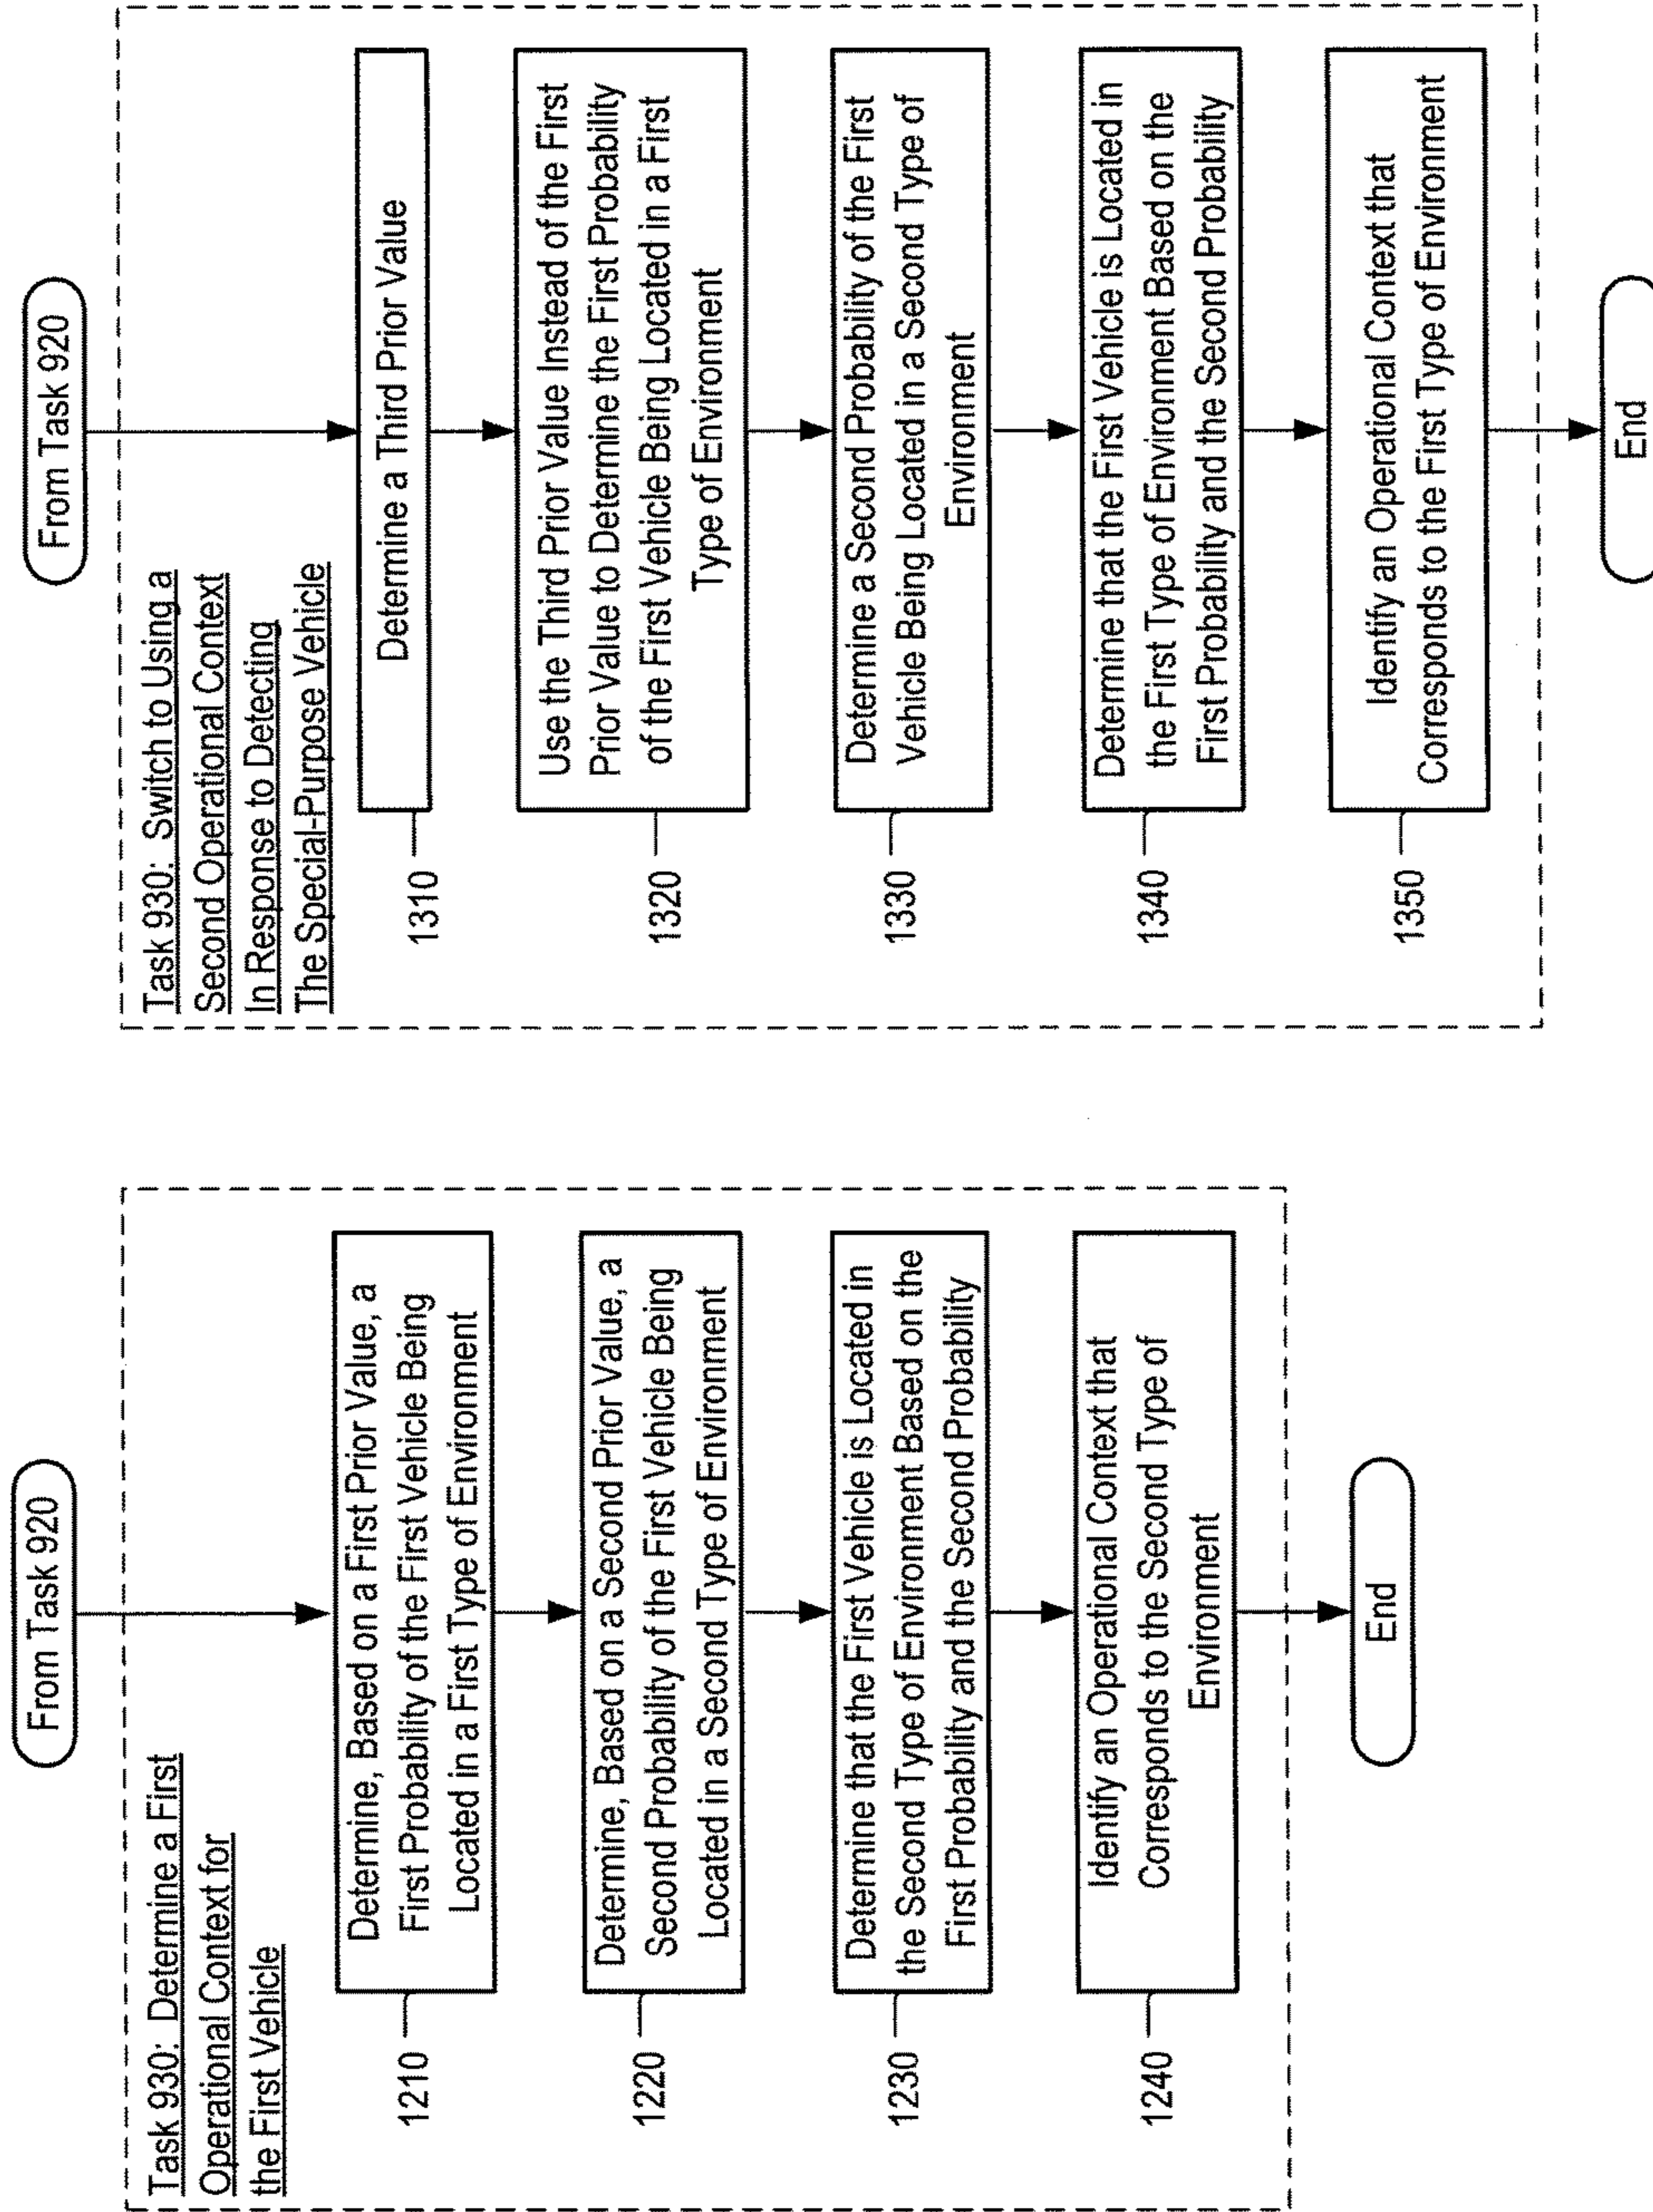 From Task 920
Task 930: Determine a First
Operational Context for
the First Vehicle
1210
Determine, Based on a First Prior Value, a
First Probability of the First Vehicle Being
Located in a First Type of Environment
1220
Determine, Based on a Second Prior Value, a
Second Probability of the First Vehicle Being
Located in a Second Type of Environment
1230
Determine that the First Vehicle is Located in
the Second Type of Environment Based on the
First Probability and the Second Probability
1240
Identify an Operational Context that
Corresponds to the Second Type of
Environment
End
From Task 920
Task 930: Switch to Using a
Second Operational Context
In Response to Detecting
The Special-Purpose Vehicle
1310
Determine a Third Prior Value
1320
Use the Third Prior Value Instead of the First
Prior Value to Determine the First Probability
of the First Vehicle Being Located in a First
Type of Environment
1330
Determine a Second Probability of the First
Vehicle Being Located in a Second Type of
Environment
1340
Determine that the First Vehicle is Located in
the First Type of Environment Based on the
First Probability and the Second Probability
1350
Identify an Operational Context that
Corresponds to the First Type of Environment
End